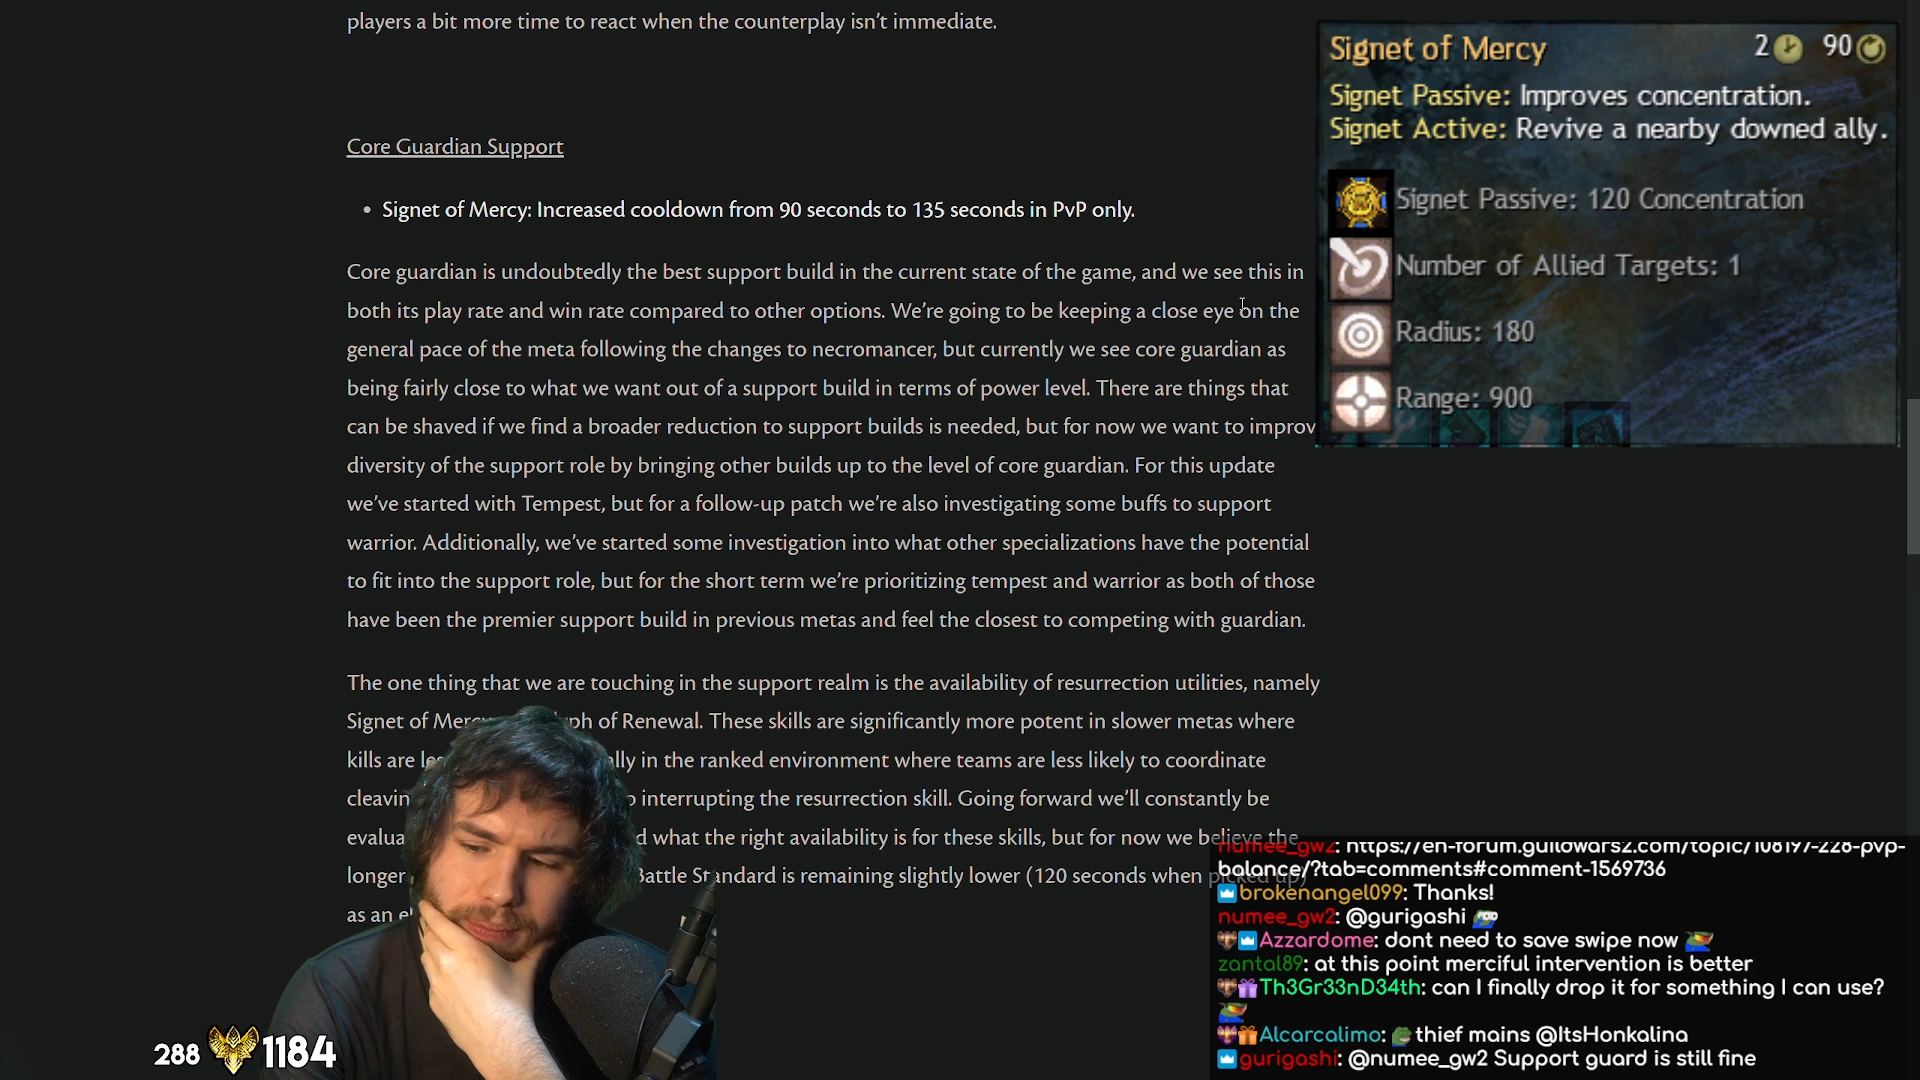 players a bit more time to react when the counterplay isn't immediate.
Core Guardian Support
• Signet of Mercy: Increased cooldown from 90 seconds to 135 seconds in PvP only.
Core guardian is undoubtedly the best support build in the current state of the game, and we see this in
both its play rate and win rate compared to other options. We're going to be keeping a close eye on the
general pace of the meta following the changes to necromancer, but currently we see core guardian as
being fairly close to what we want out of a support build in terms of power level. There are things that
can be shaved if we find a broader reduction to support builds is needed, but for now we want to improv
diversity of the support role by bringing other builds up to the level of core guardian. For this update
we've started with Tempest, but for a follow-up patch we're also investigating some buffs to support
warrior. Additionally, we've started some investigation into what other specializations have the potential
to fit into the support role, but for the short term we're prioritizing tempest and warrior as both of those
have been the premier support build in previous metas and feel the closest to competing with guardian.
The one thing that we are touching in the support realm is the availability of resurrection utilities, namely
Signet of of Renewal. These skills are significantly more potent in slower metas where
kills are in the ranked environment where teams are less likely to coordinate
interrupting the resurrection skill. Going forward we'll constantly be
what the right availability is for these skills, but for now we believe the
longer Battle Standard is remaining slightly lower (120 seconds when picked up)
as an
Signet of Mercy 2 90
Signet Passive: Improves concentration.
Signet Active: Revive a nearby downed ally.
Signet Passive: 120 Concentration
Number of Allied Targets: 1
Radius: 180
Range: 900
numee_gw2: https://en-forum.guildwars2.com/topic/108197-228-pvp-
balance/?tab=comments#comment-1569736
brokenangel099: Thanks!
numee_gw2: @gurigashi
Azzardome: dont need to save swipe now
zantal89: at this point merciful intervention is better
Th3Gr33nD34th: can I finally drop it for something I can use?
Alcarcalimo: thief mains @ItsHonkalina
gurigashi: @numee_gw2 Support guard is still fine
288 1184